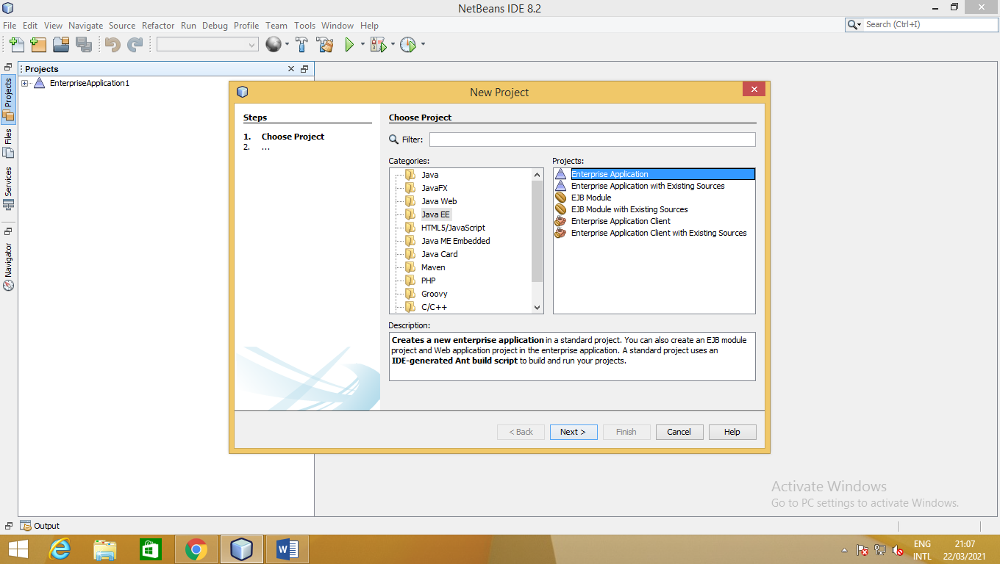 NetBeans IDE 8.2
File Edit View Navigate Source Refactor Run Debug Profile Team Tools Window Help
Search (Ctrl+I)
Projects
EnterpriseApplication1
Projects
Files
Services
Navigator
New Project
Steps
1. Choose Project
2. ...
Choose Project
Filter:
Categories:
Java
JavaFX
Java Web
Java EE
HTML5/JavaScript
Java ME Embedded
Java Card
Maven
PHP
Groovy
C/C++
Projects:
Enterprise Application
Enterprise Application with Existing Sources
EJB Module
EJB Module with Existing Sources
Enterprise Application Client
Enterprise Application Client with Existing Sources
Description:
Creates a new enterprise application in a standard project. You can also create an EJB module
project and Web application project in the enterprise application. A standard project uses an
IDE-generated Ant build script to build and run your projects.
< Back Next > Finish Cancel Help
Activate Windows
Go to PC settings to activate Windows.
Output
ENG
INTL
21:07
22/03/2021